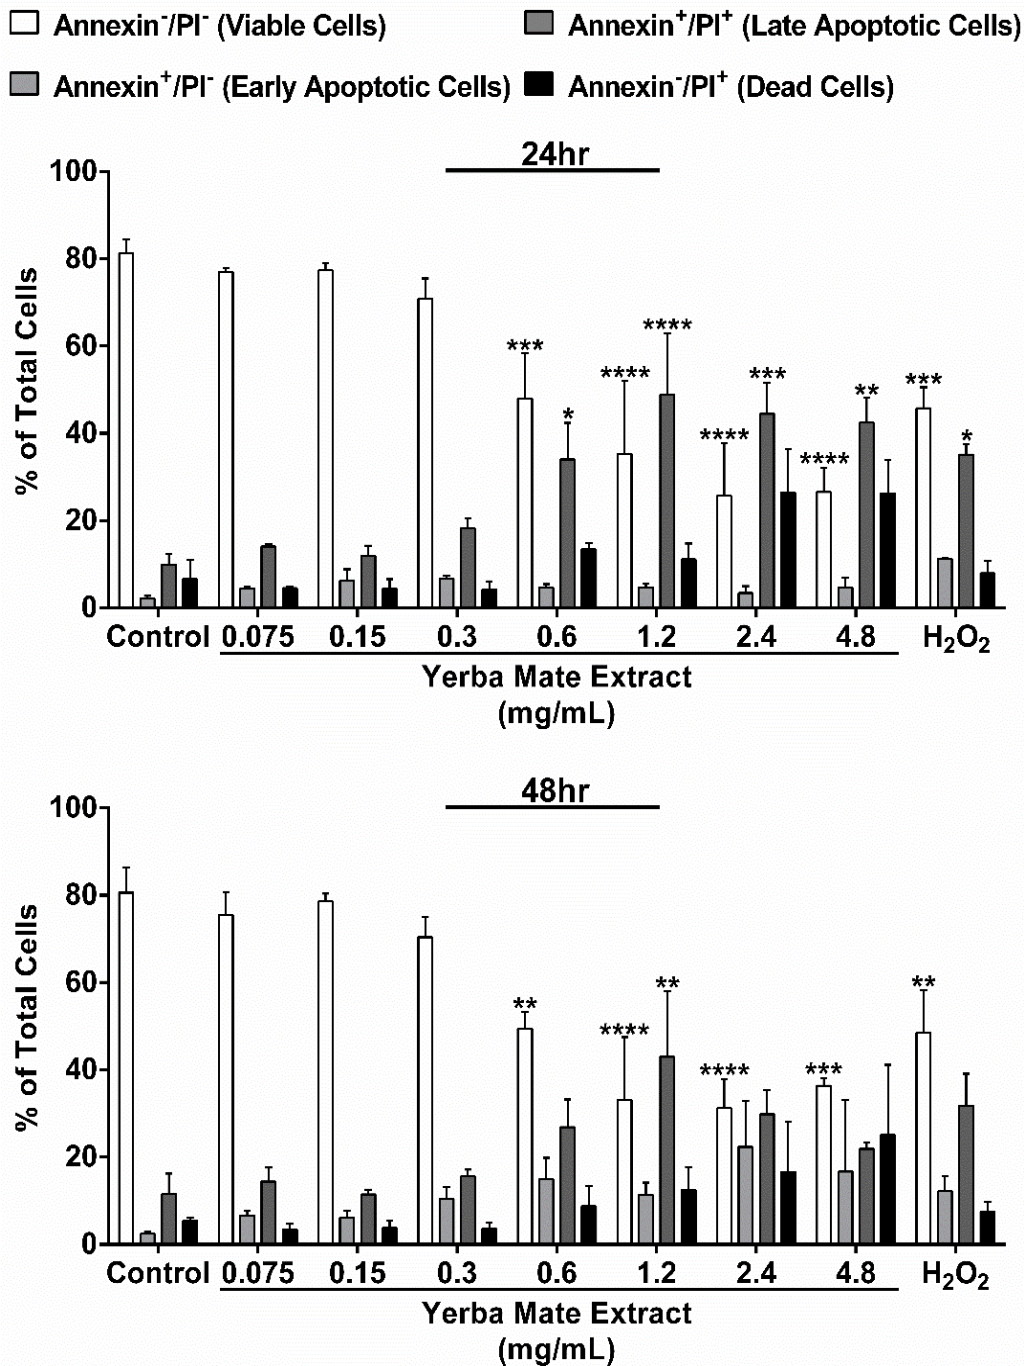 Annexin⁻/PI⁻ (Viable Cells) Annexin⁺/PI⁺ (Late Apoptotic Cells)
Annexin⁺/PI⁻ (Early Apoptotic Cells) Annexin⁻/PI⁺ (Dead Cells)
24hr
% of Total Cells
100
80
60
40
20
0
****
*** **** *** ** ***
* **** **** *
Control 0.075 0.15 0.3 0.6 1.2 2.4 4.8 H₂O₂
Yerba Mate Extract
(mg/mL)
48hr
% of Total Cells
100
80
60
40
20
0
** **** ** **** *** **
Control 0.075 0.15 0.3 0.6 1.2 2.4 4.8 H₂O₂
Yerba Mate Extract
(mg/mL)